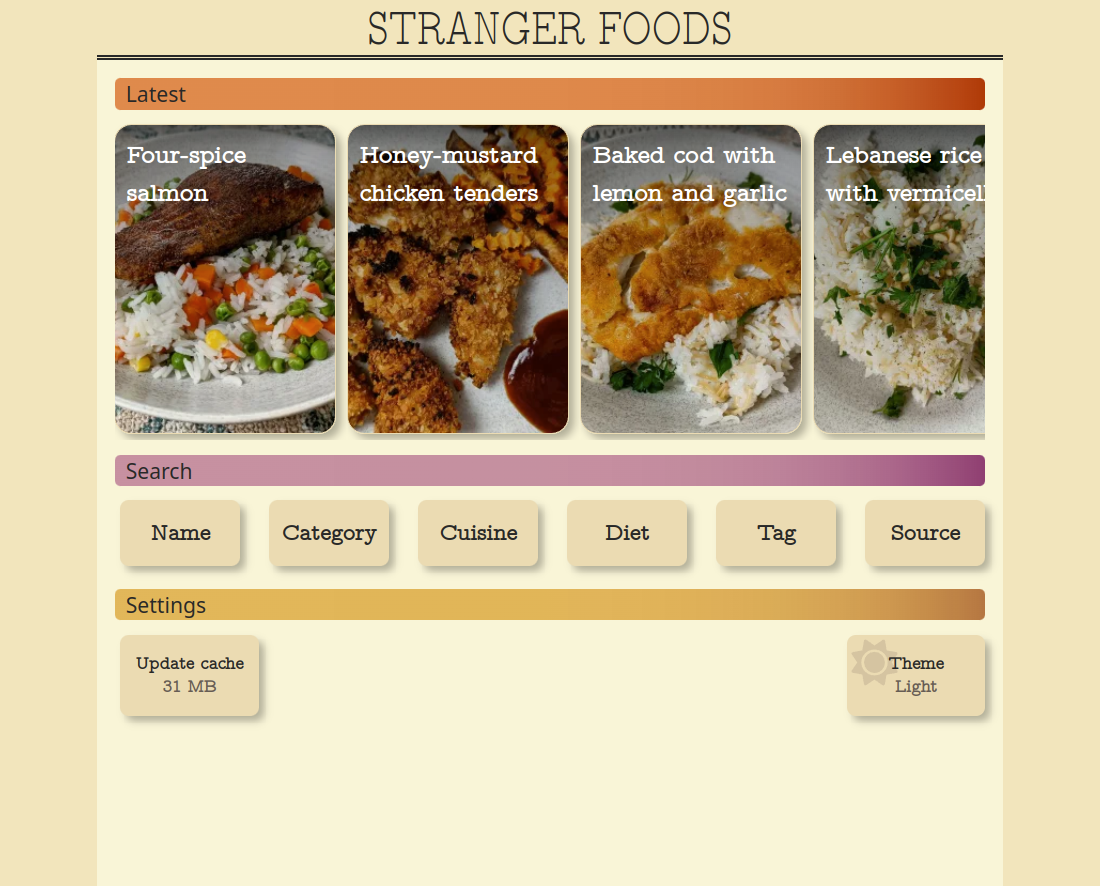 STRANGER FOODS
Latest
Four-spice
salmon
Honey-mustard
chicken tenders
Baked cod with
lemon and garlic
Lebanese rice
with vermicell
Search
Name
Category
Cuisine
Diet
Tag
Source
Settings
Update cache
31 MB
Theme
Light